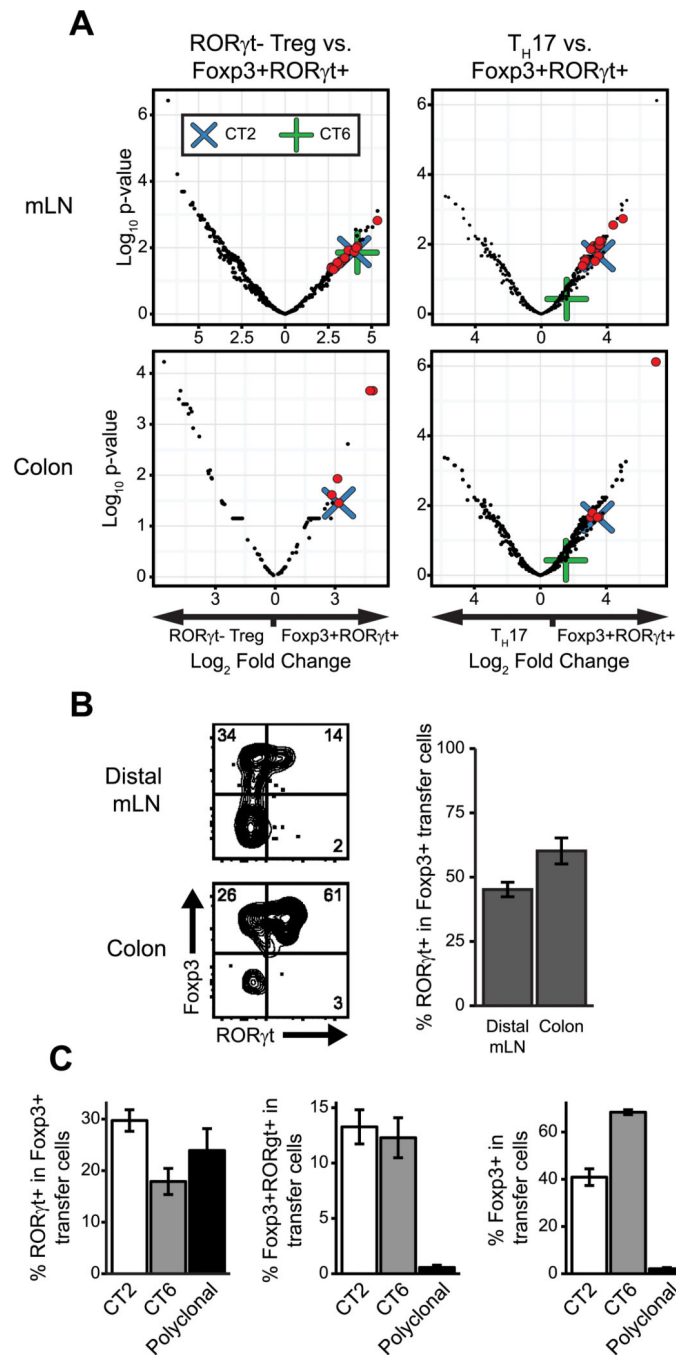 A
RORγt- Treg vs.
Foxp3+RORγt+
TH17 vs.
Foxp3+RORγt+
mLN
Log10 p-value
6
4
2
0
CT2
CT6
5
2.5
0
2.5
5
6
4
2
0
4
0
4
Colon
Log10 p-value
4
3
1
0
3
0
3
6
4
2
0
4
0
4
RORγt- Treg
Foxp3+RORγt+
Log2 Fold Change
TH17
Foxp3+RORγt+
Log2 Fold Change
B
Distal
mLN
34
14
2
Colon
26
61
3
Foxp3
RORγt
% RORγt+ in Foxp3+ transfer cells
100
75
50
25
0
Distal
mLN
Colon
C
% RORγt+ in Foxp3+
transfer cells
30
20
10
0
CT2
CT6
Polyclonal
% Foxp3+RORgt+ in
transfer cells
15
10
5
0
CT2
CT6
Polyclonal
% Foxp3+ in
transfer cells
60
40
20
0
CT2
CT6
Polyclonal